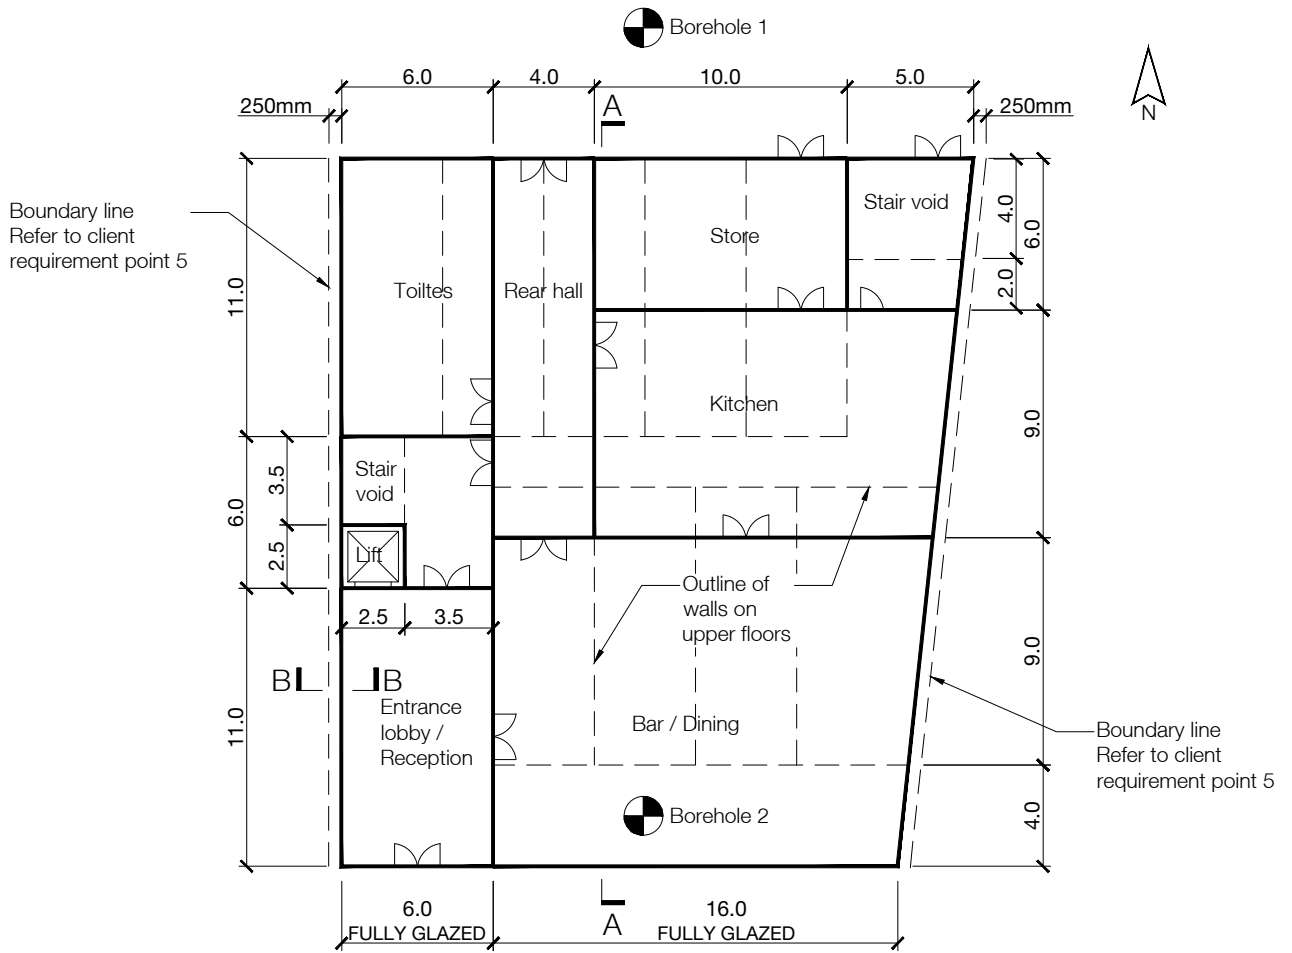 Borehole 1
6.0
4.0
10.0
5.0
250mm
A
250mm
N
Boundary line
Refer to client
requirement point 5
Stair void
4.0
6.0
Store
2.0
11.0
Toiltes
Rear hall
Kitchen
9.0
Stair
void
3.5
6.0
2.5
Lift
Outline of
walls on
upper floors
2.5
3.5
9.0
B
B
Entrance
lobby /
Reception
11.0
Bar / Dining
Boundary line
Refer to client
requirement point 5
Borehole 2
4.0
6.0
FULLY GLAZED
A
16.0
FULLY GLAZED